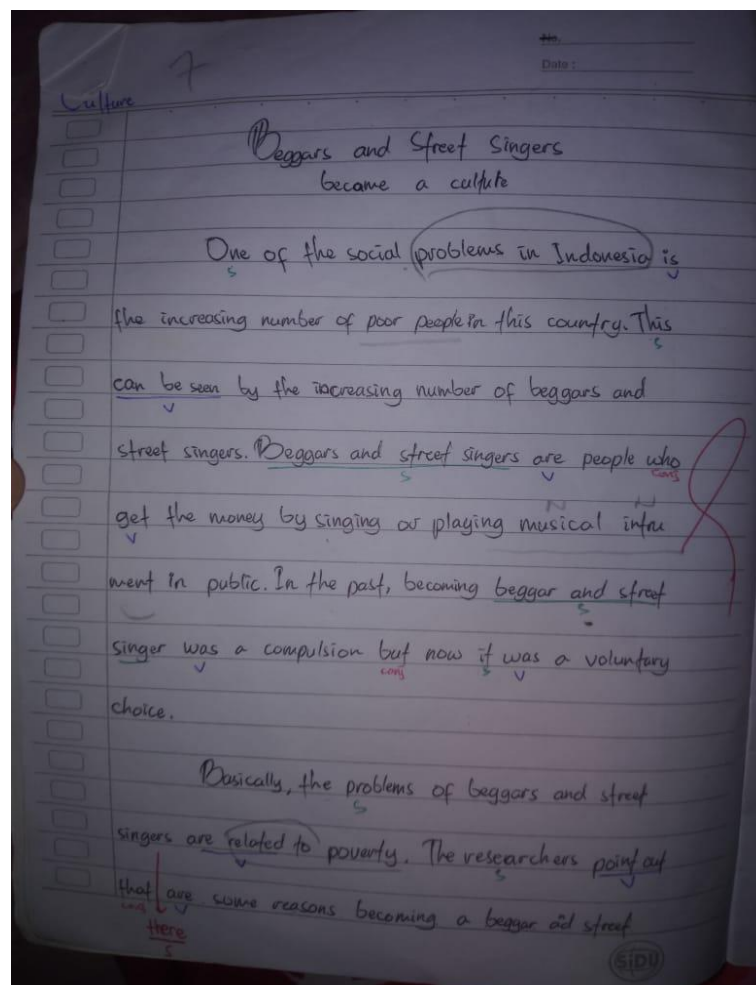 No.
7
Date :
Culture
Beggars and Street Singers
became a culture
One of the social problems in Indonesia is
s v
the increasing number of poor people in this country. This
s
can be seen by the increasing number of beggars and
v
street singers. Beggars and street singers are people who
s v conj
get the money by singing or playing musical intru
v N N
ment in public. In the past, becoming beggar and street
s
singer was a compulsion but now it was a voluntary
v conj s v
choice.
Basically, the problems of beggars and street
s
singers are related to poverty. The researchers point out
v s v
that are some reasons becoming a beggar ad street
conj v
there
s
SiDU